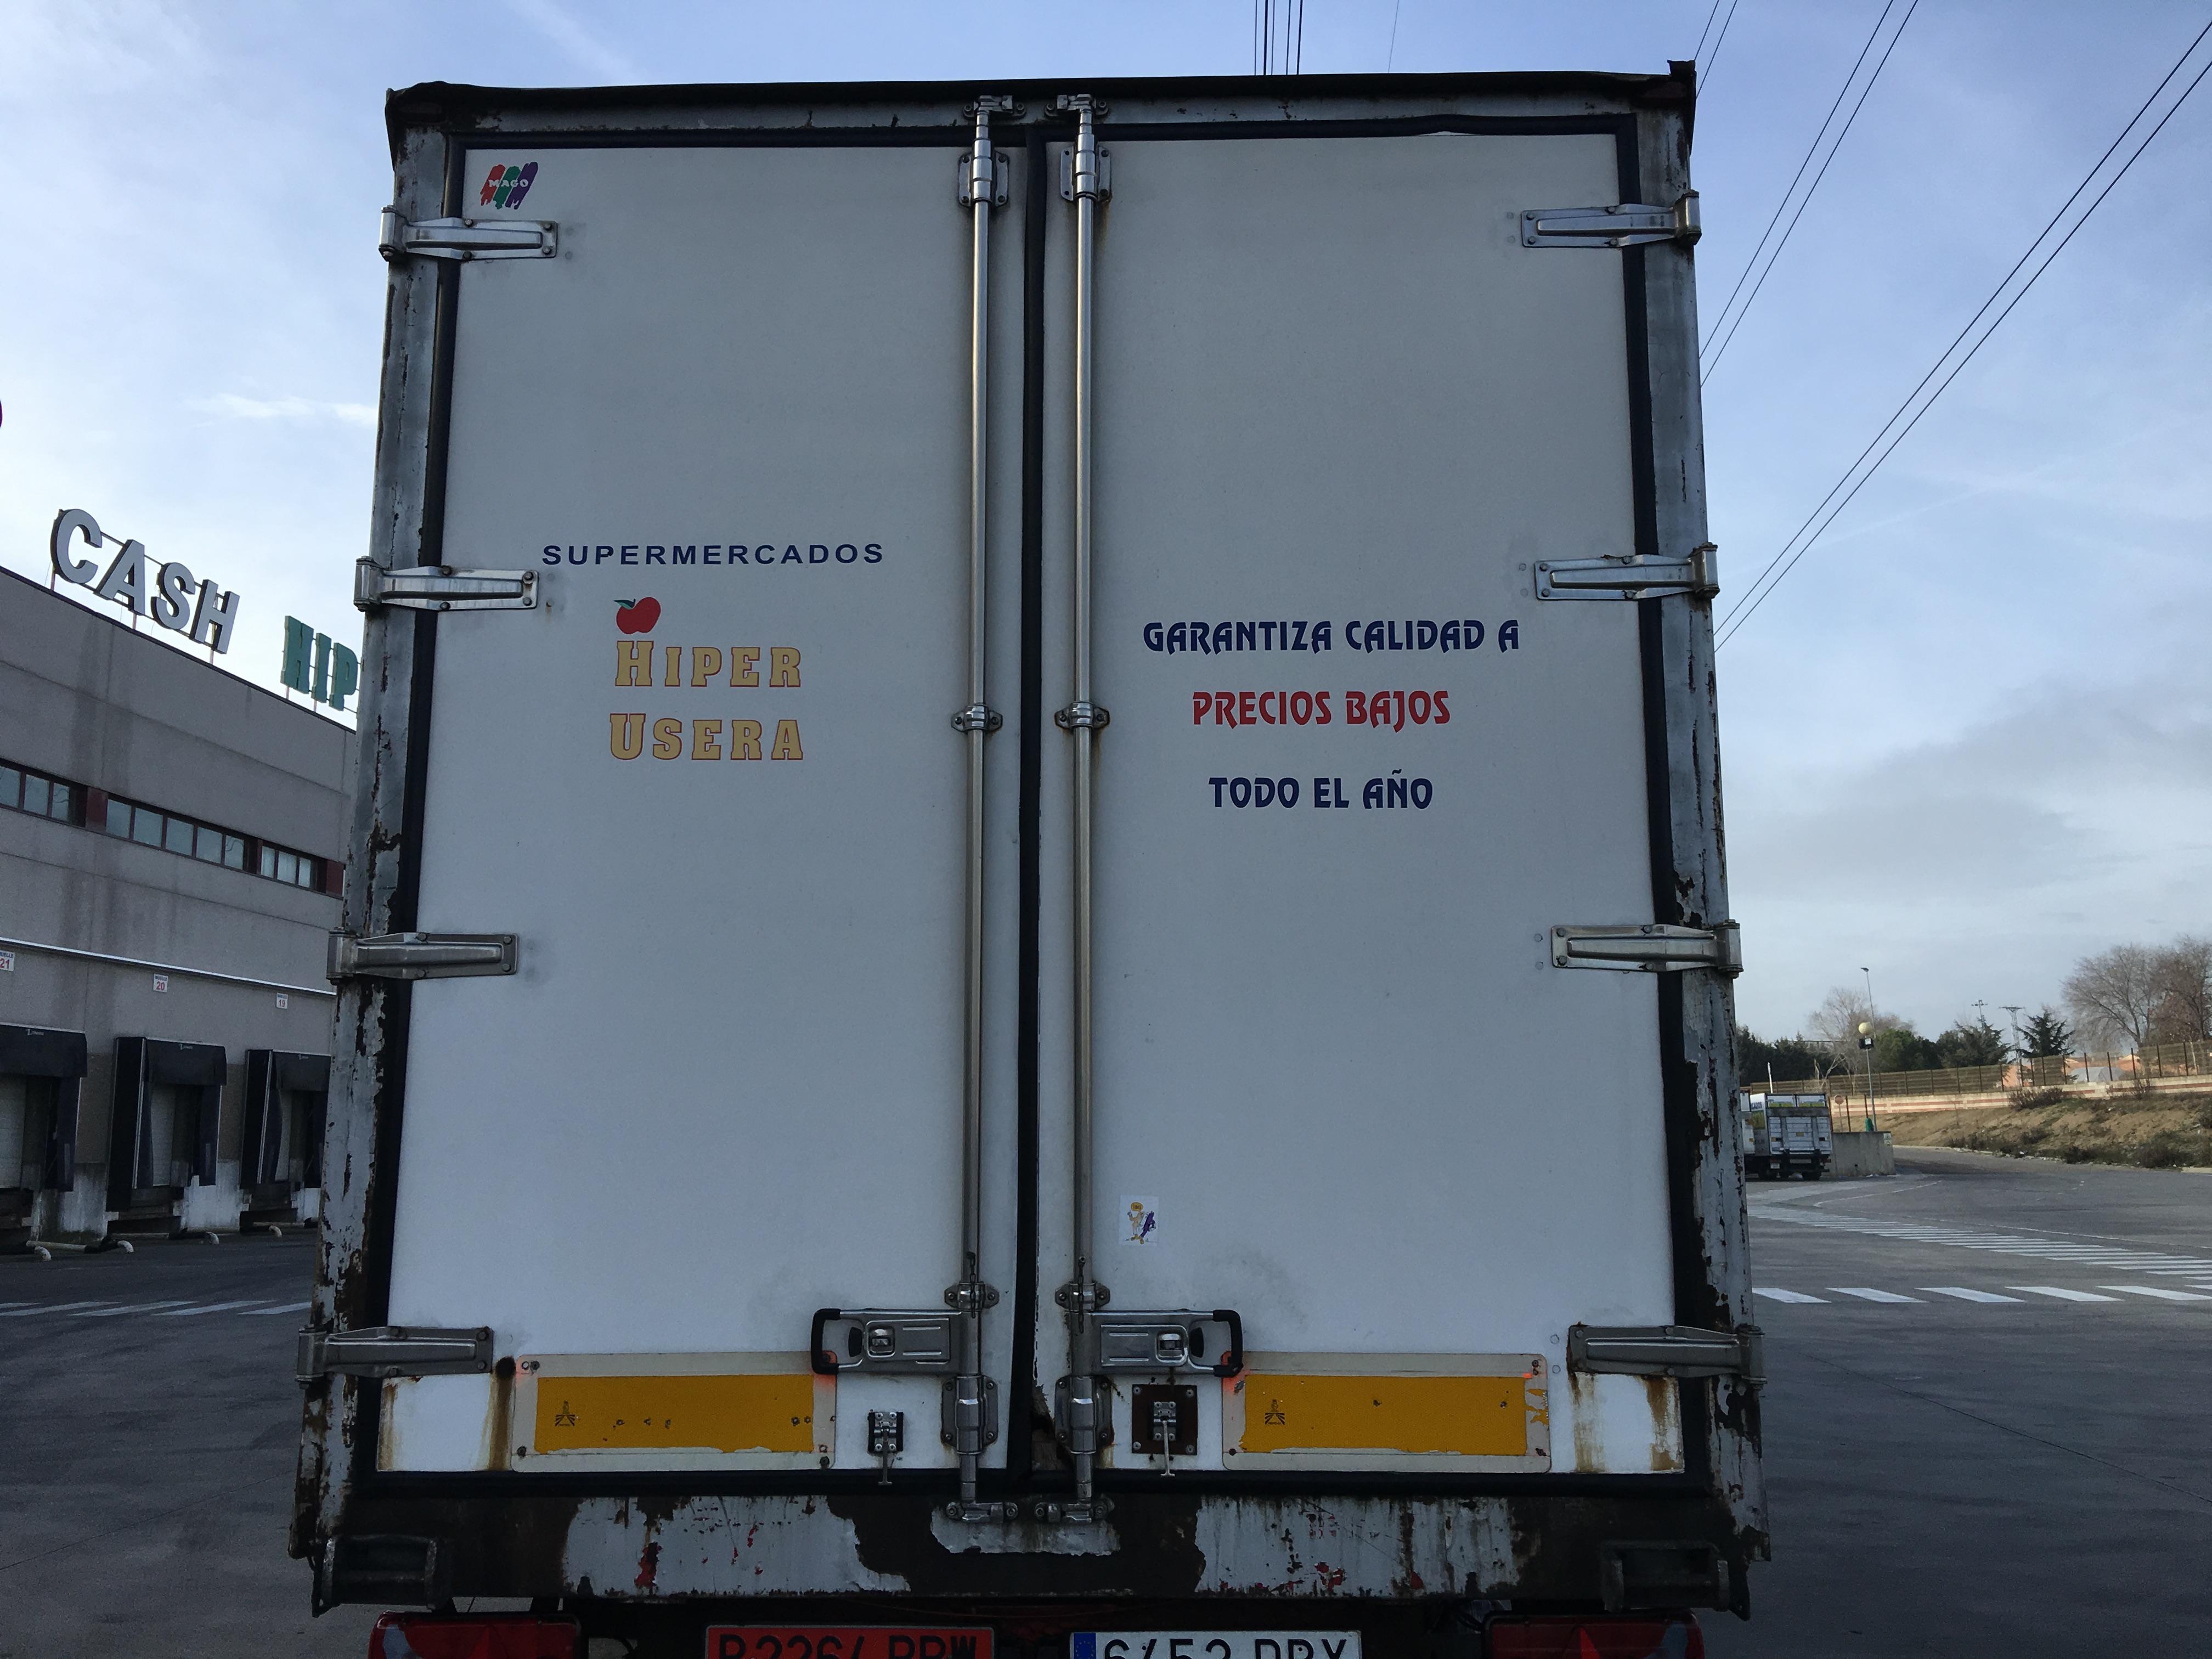 MAGO
CASH
HIP
SUPERMERCADOS
HIPER
USERA
GARANTIZA CALIDAD A
PRECIOS BAJOS
TODO EL AÑO
21
20
19